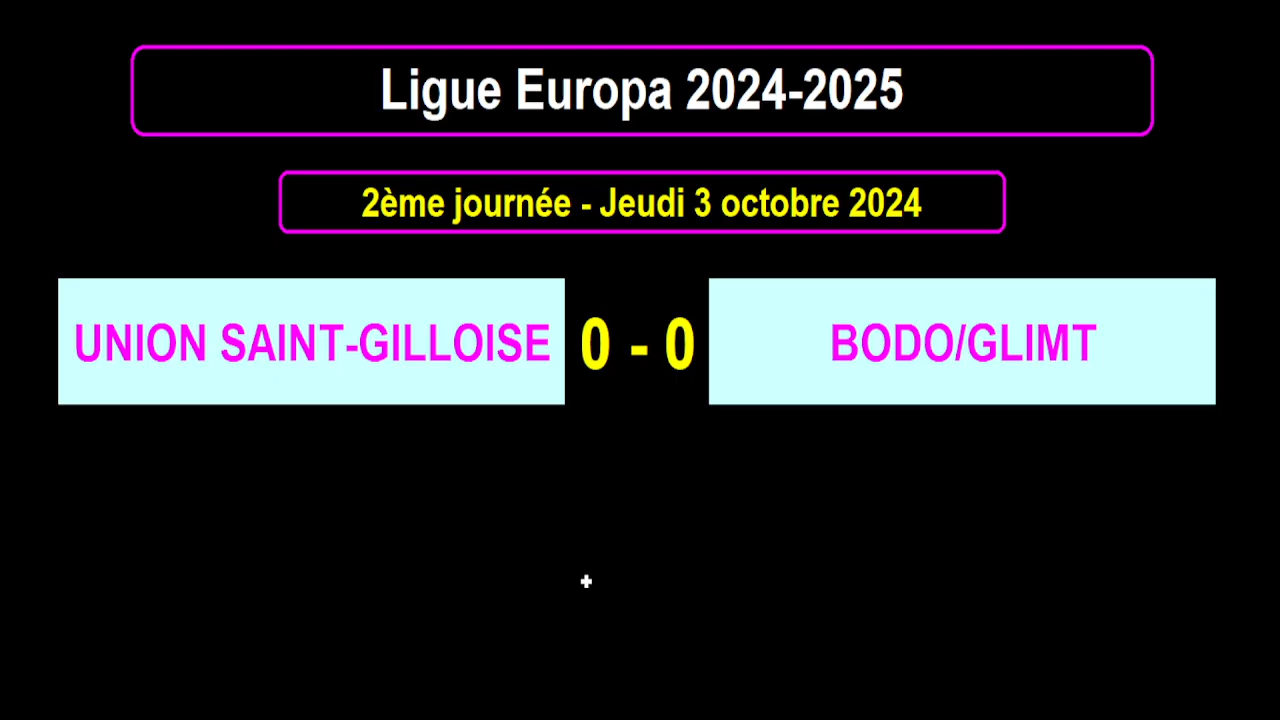 Ligue Europa 2024-2025
2ème journée - Jeudi 3 octobre 2024
UNION SAINT-GILLOISE 0 - 0 BODO/GLIMT